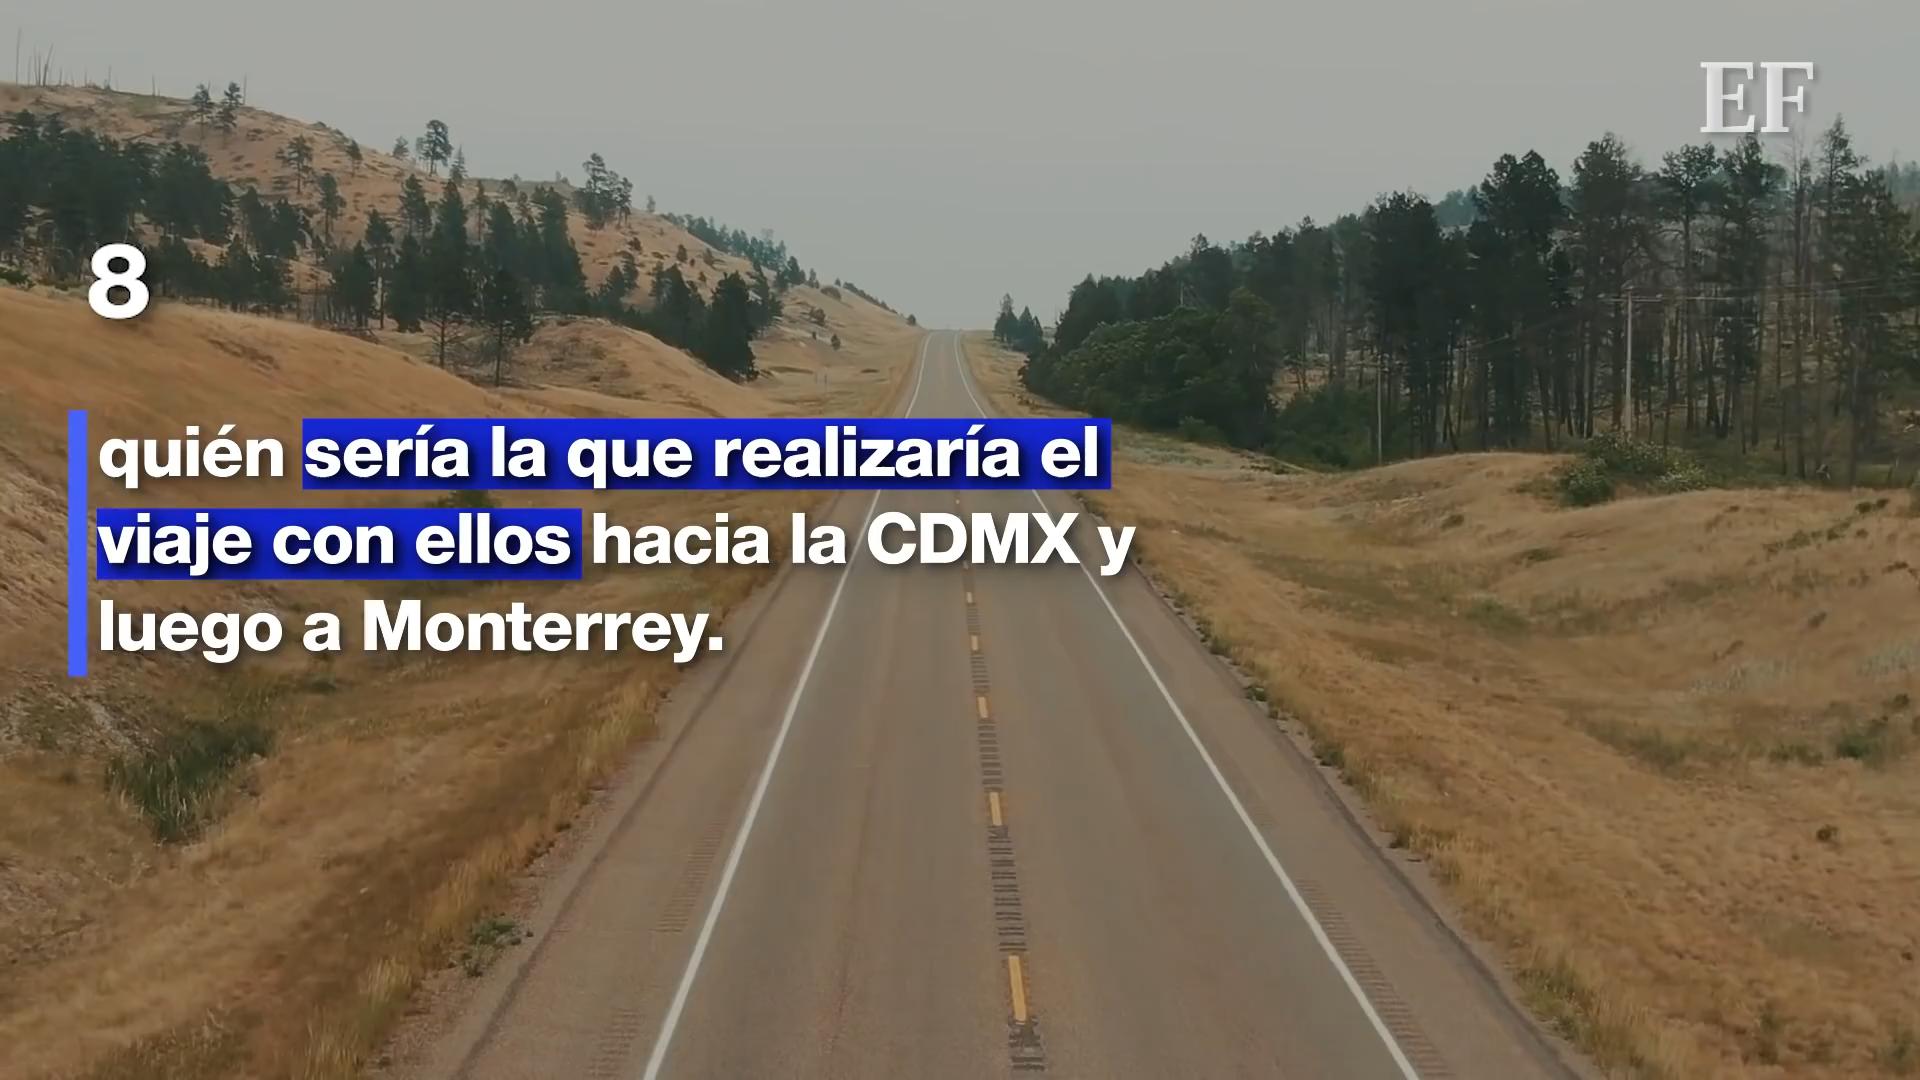 EF
8
quién sería la que realizaría el
viaje con ellos hacia la CDMX y
luego a Monterrey.